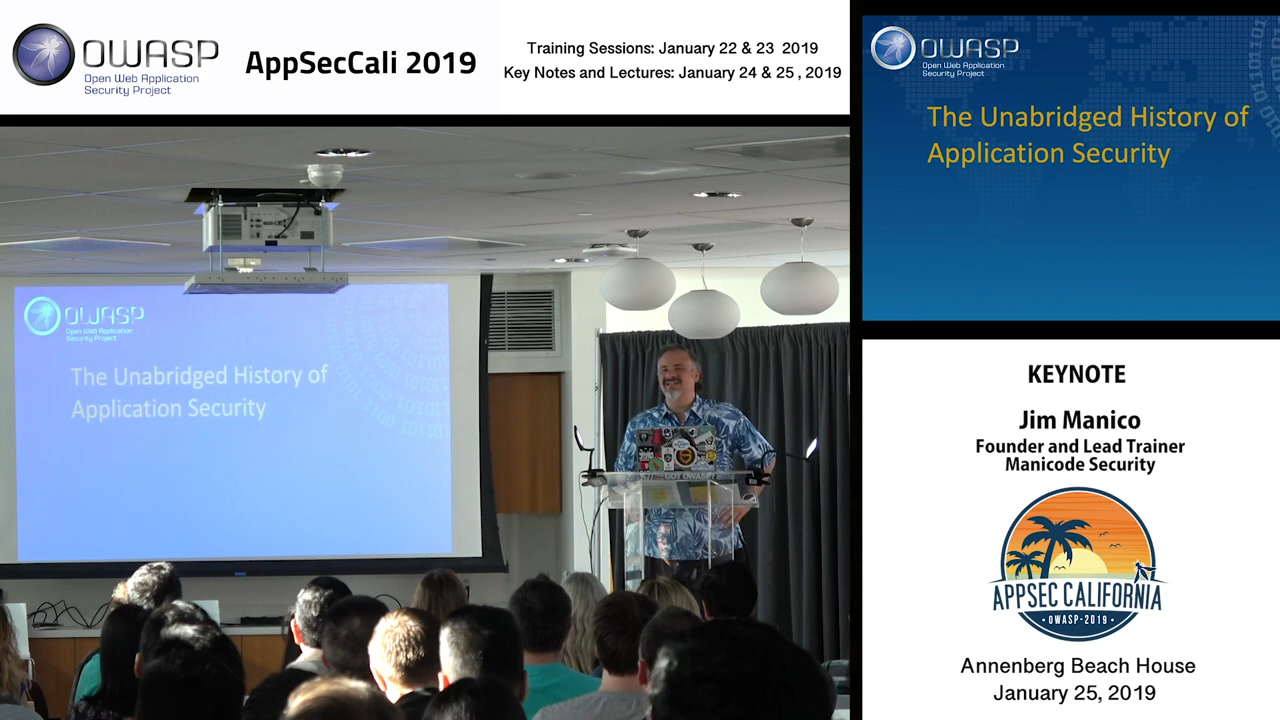 OWASP
Open Web Application
Security Project
AppSecCali 2019
Training Sessions: January 22 & 23 2019
Key Notes and Lectures: January 24 & 25 , 2019
OWASP
Open Web Application
Security Project
The Unabridged History of
Application Security
OWASP
Open Web Application
Security Project
The Unabridged History of
Application Security
GOT OWASP?
KEYNOTE
Jim Manico
Founder and Lead Trainer
Manicode Security
APPSEC CALIFORNIA
• OWASP-2019 •
Annenberg Beach House
January 25, 2019